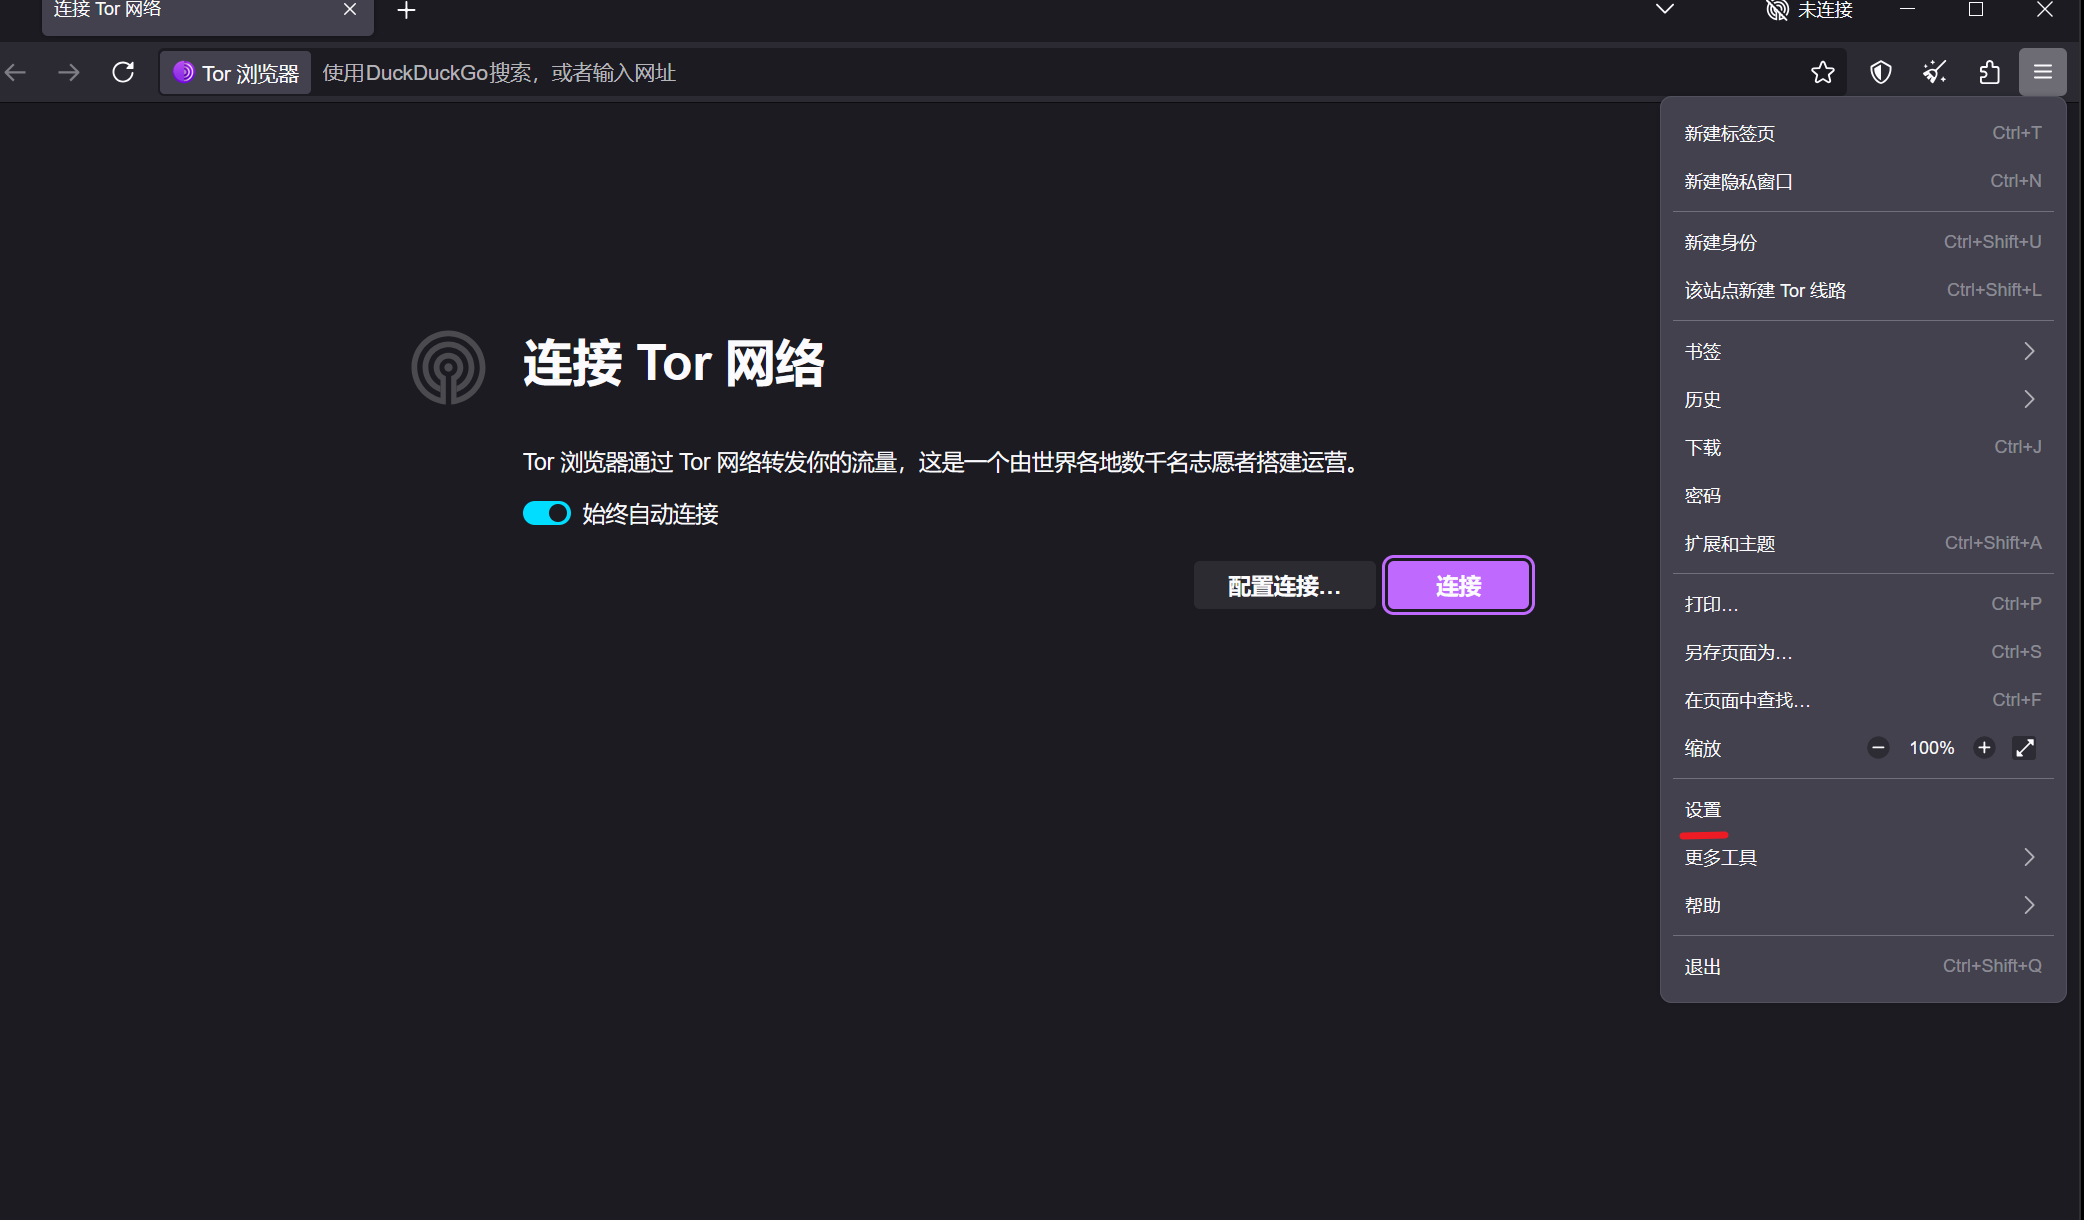 连接 Tor 网络
未连接
Tor 浏览器
使用DuckDuckGo搜索，或者输入网址
连接 Tor 网络
Tor 浏览器通过 Tor 网络转发你的流量，这是一个由世界各地数千名志愿者搭建运营。
始终自动连接
配置连接…
连接
新建标签页 Ctrl+T
新建隐私窗口 Ctrl+N
新建身份 Ctrl+Shift+U
该站点新建 Tor 线路 Ctrl+Shift+L
书签
历史
下载 Ctrl+J
密码
扩展和主题 Ctrl+Shift+A
打印… Ctrl+P
另存页面为… Ctrl+S
在页面中查找… Ctrl+F
缩放 100%
设置
更多工具
帮助
退出 Ctrl+Shift+Q